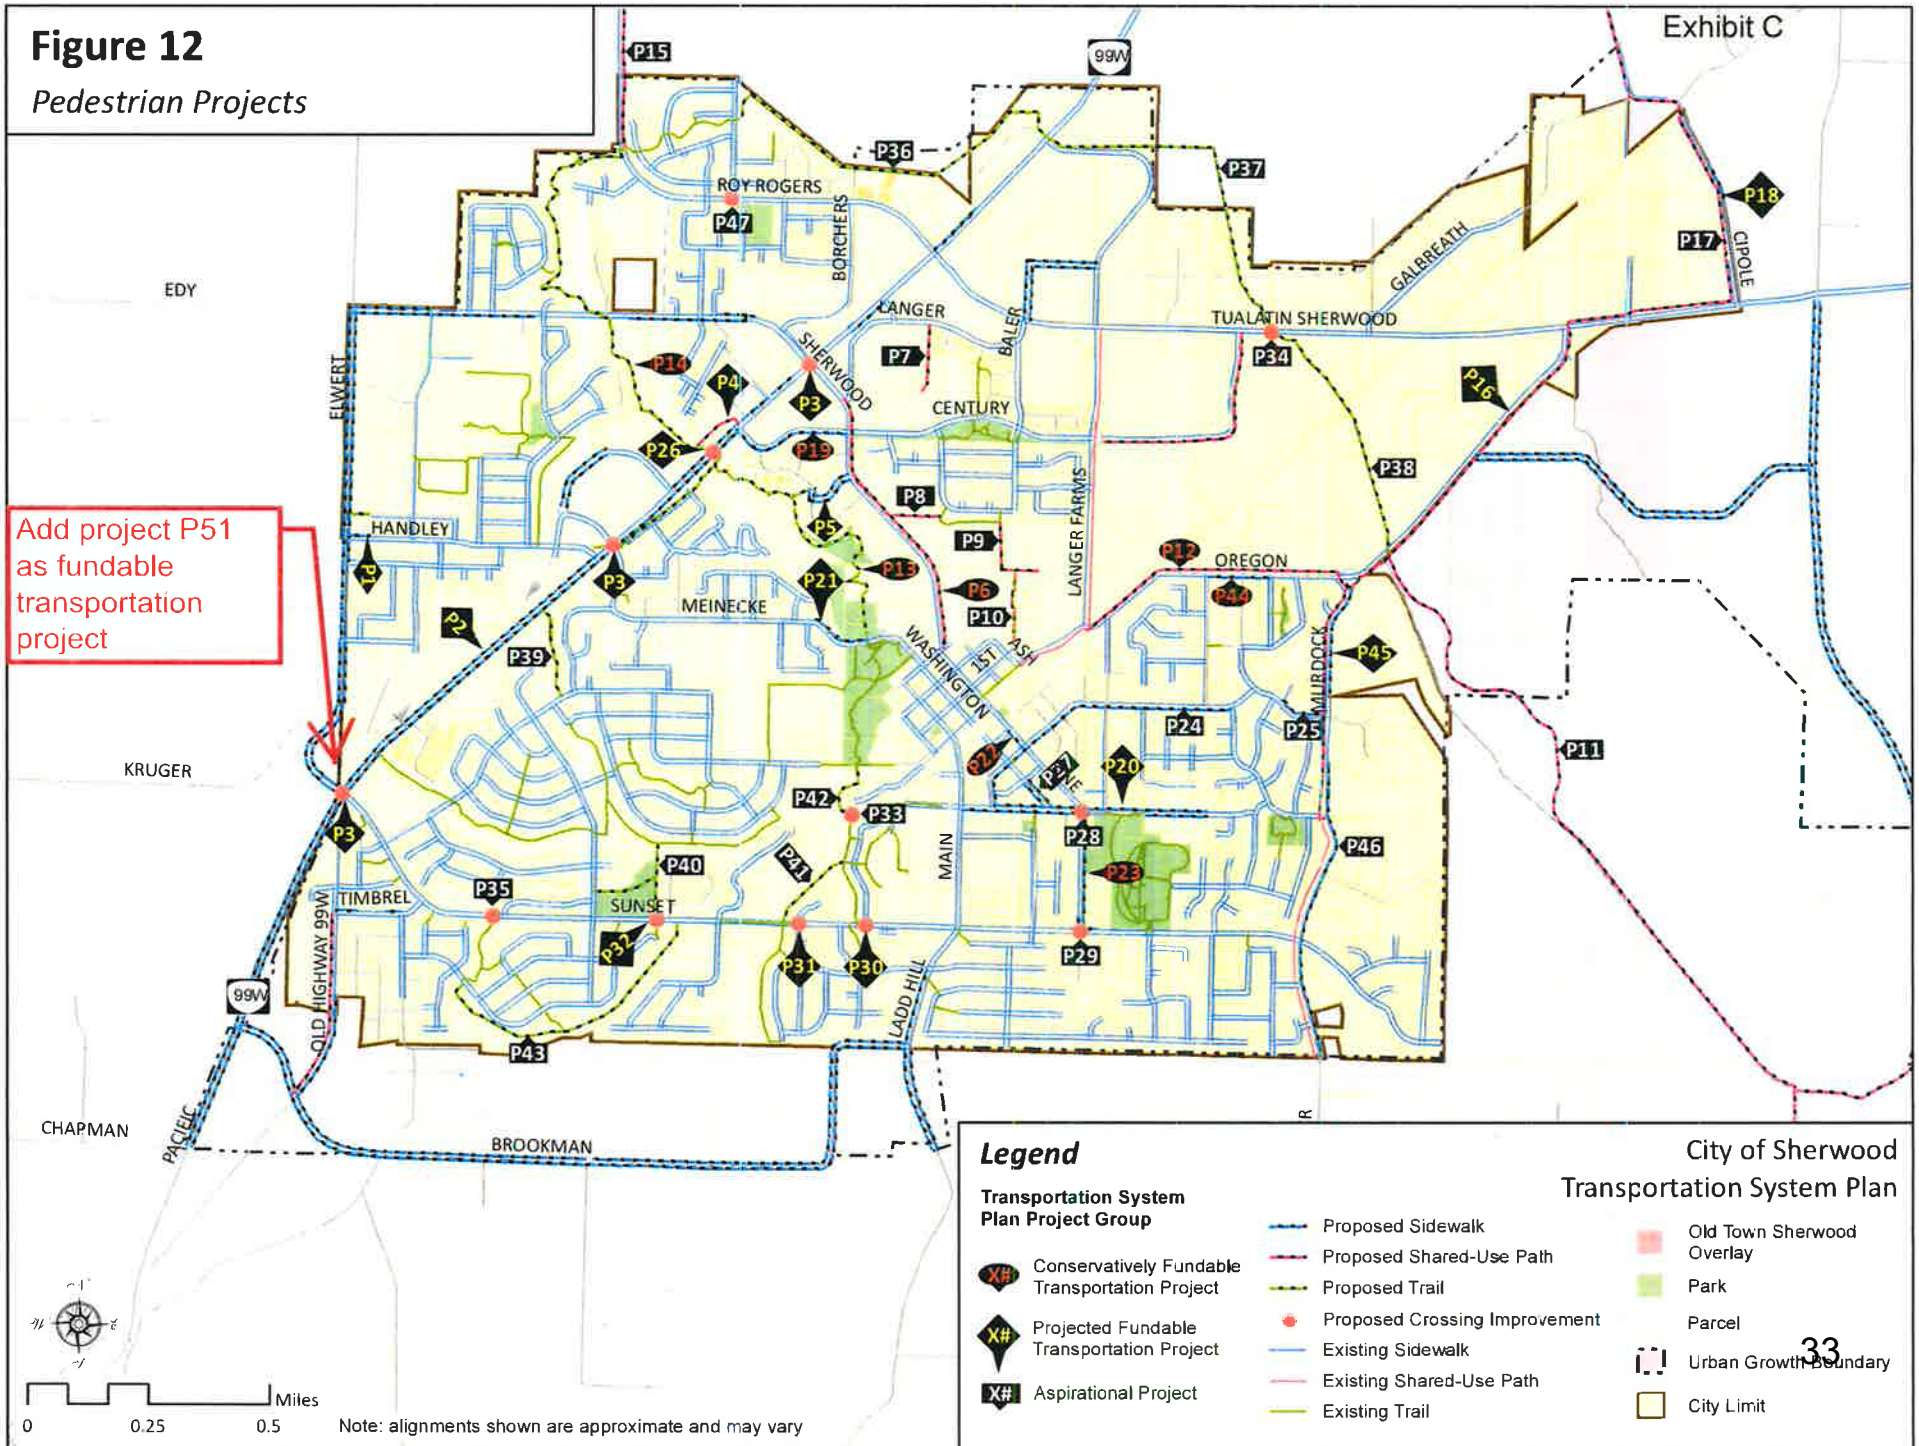 Figure 12
Pedestrian Projects
Exhibit C
99W
P15
P36
P37
ROY ROGERS
P47
BORCHERS
P18
P17
CIPOLE
GALBREATH
EDY
LANGER
BALER
TUALATIN SHERWOOD
P34
SHERWOOD
P7
P14
P4
P3
P16
ELWERT
CENTURY
P26
P19
P38
P8
LANGER FARMS
Add project P51
as fundable
transportation
project
HANDLEY
P5
P9
P12
OREGON
P1
P3
P21
P13
P6
P44
P2
MEINECKE
P10
P39
WASHINGTON
1ST
ASH
MURDOCK
P45
P24
P25
P11
KRUGER
P22
P27
P20
P42
P33
P3
P28
MAIN
P46
P40
P41
P23
P35
TIMBREL
SUNSET
P32
P31
P30
P29
OLD HIGHWAY 99W
99W
LADD HILL
P43
CHAPMAN
PACIFIC
BROOKMAN
R
Legend
City of Sherwood
Transportation System Plan
Transportation System
Plan Project Group
X# Conservatively Fundable
Transportation Project
X# Projected Fundable
Transportation Project
X# Aspirational Project
Proposed Sidewalk
Proposed Shared-Use Path
Proposed Trail
Proposed Crossing Improvement
Existing Sidewalk
Existing Shared-Use Path
Existing Trail
Old Town Sherwood
Overlay
Park
Parcel
33
Urban Growth Boundary
City Limit
Miles
0 0.25 0.5
Note: alignments shown are approximate and may vary